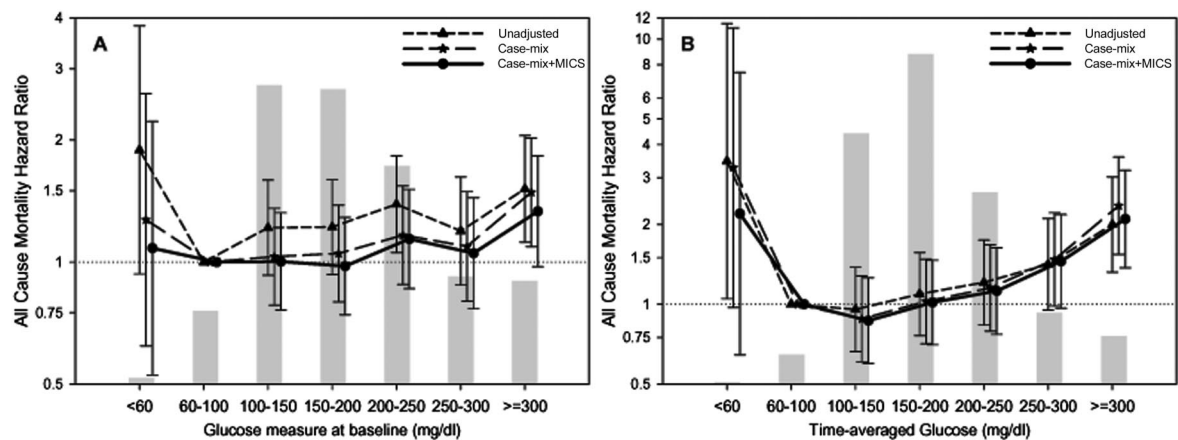 A
Unadjusted
Case-mix
Case-mix+MICS
All Cause Mortality Hazard Ratio
4
3
2
1.5
1
0.75
0.5
<60 60-100 100-150 150-200 200-250 250-300 >=300
Glucose measure at baseline (mg/dl)
B
Unadjusted
Case-mix
Case-mix+MICS
All Cause Mortality Hazard Ratio
12
10
8
6
5
4
3
2
1.5
1
0.75
0.5
<60 60-100 100-150 150-200 200-250 250-300 >=300
Time-averaged Glucose (mg/dl)